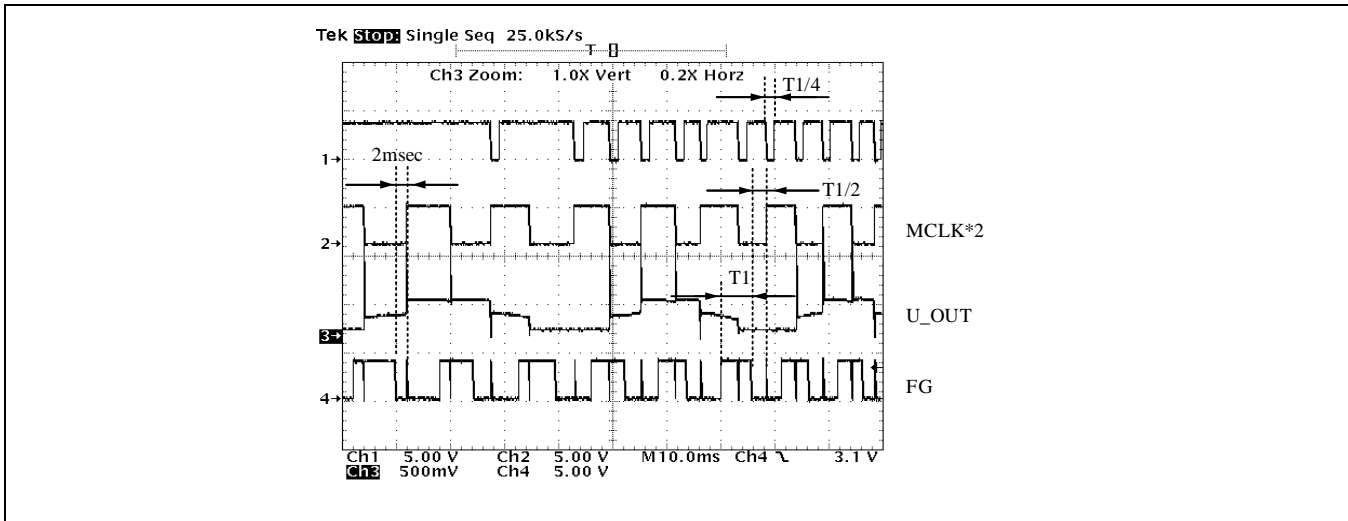 Tek Stop: Single Seq 25.0kS/s
T
Ch3 Zoom: 1.0X Vert 0.2X Horz
T1/4
1→
2msec
T1/2
2→
MCLK*2
T1
3→
U_OUT
4→
FG
Ch1 5.00 V Ch2 5.00 V M10.0ms Ch4 3.1 V
Ch3 500mV Ch4 5.00 V